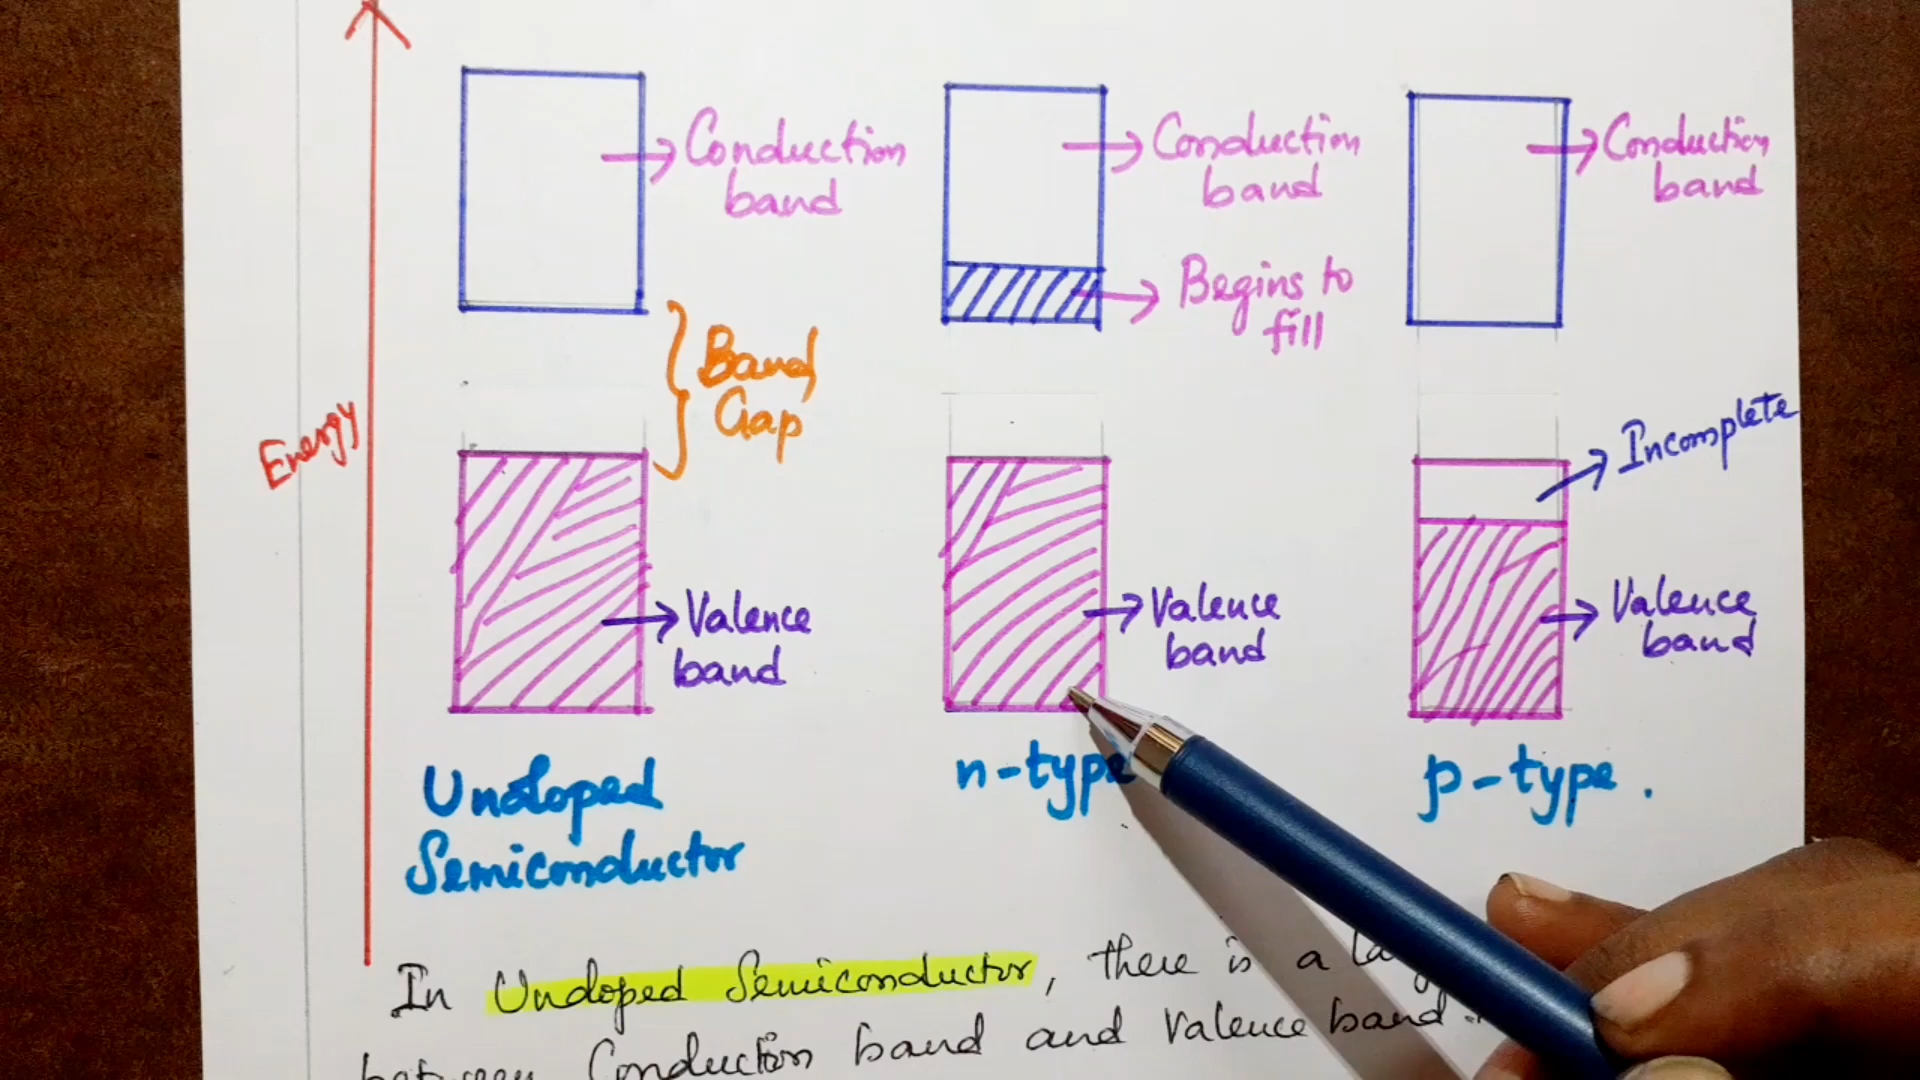 Conduction
band
Conduction
band
Conduction
band
Begins to
fill
Band
Gap
Energy
Incomplete
Valence
band
Valence
band
Valence
band
Undoped
Semiconductor
n-type
p-type.
In Undoped Semiconductor, there is a
Conduction band and Valence band